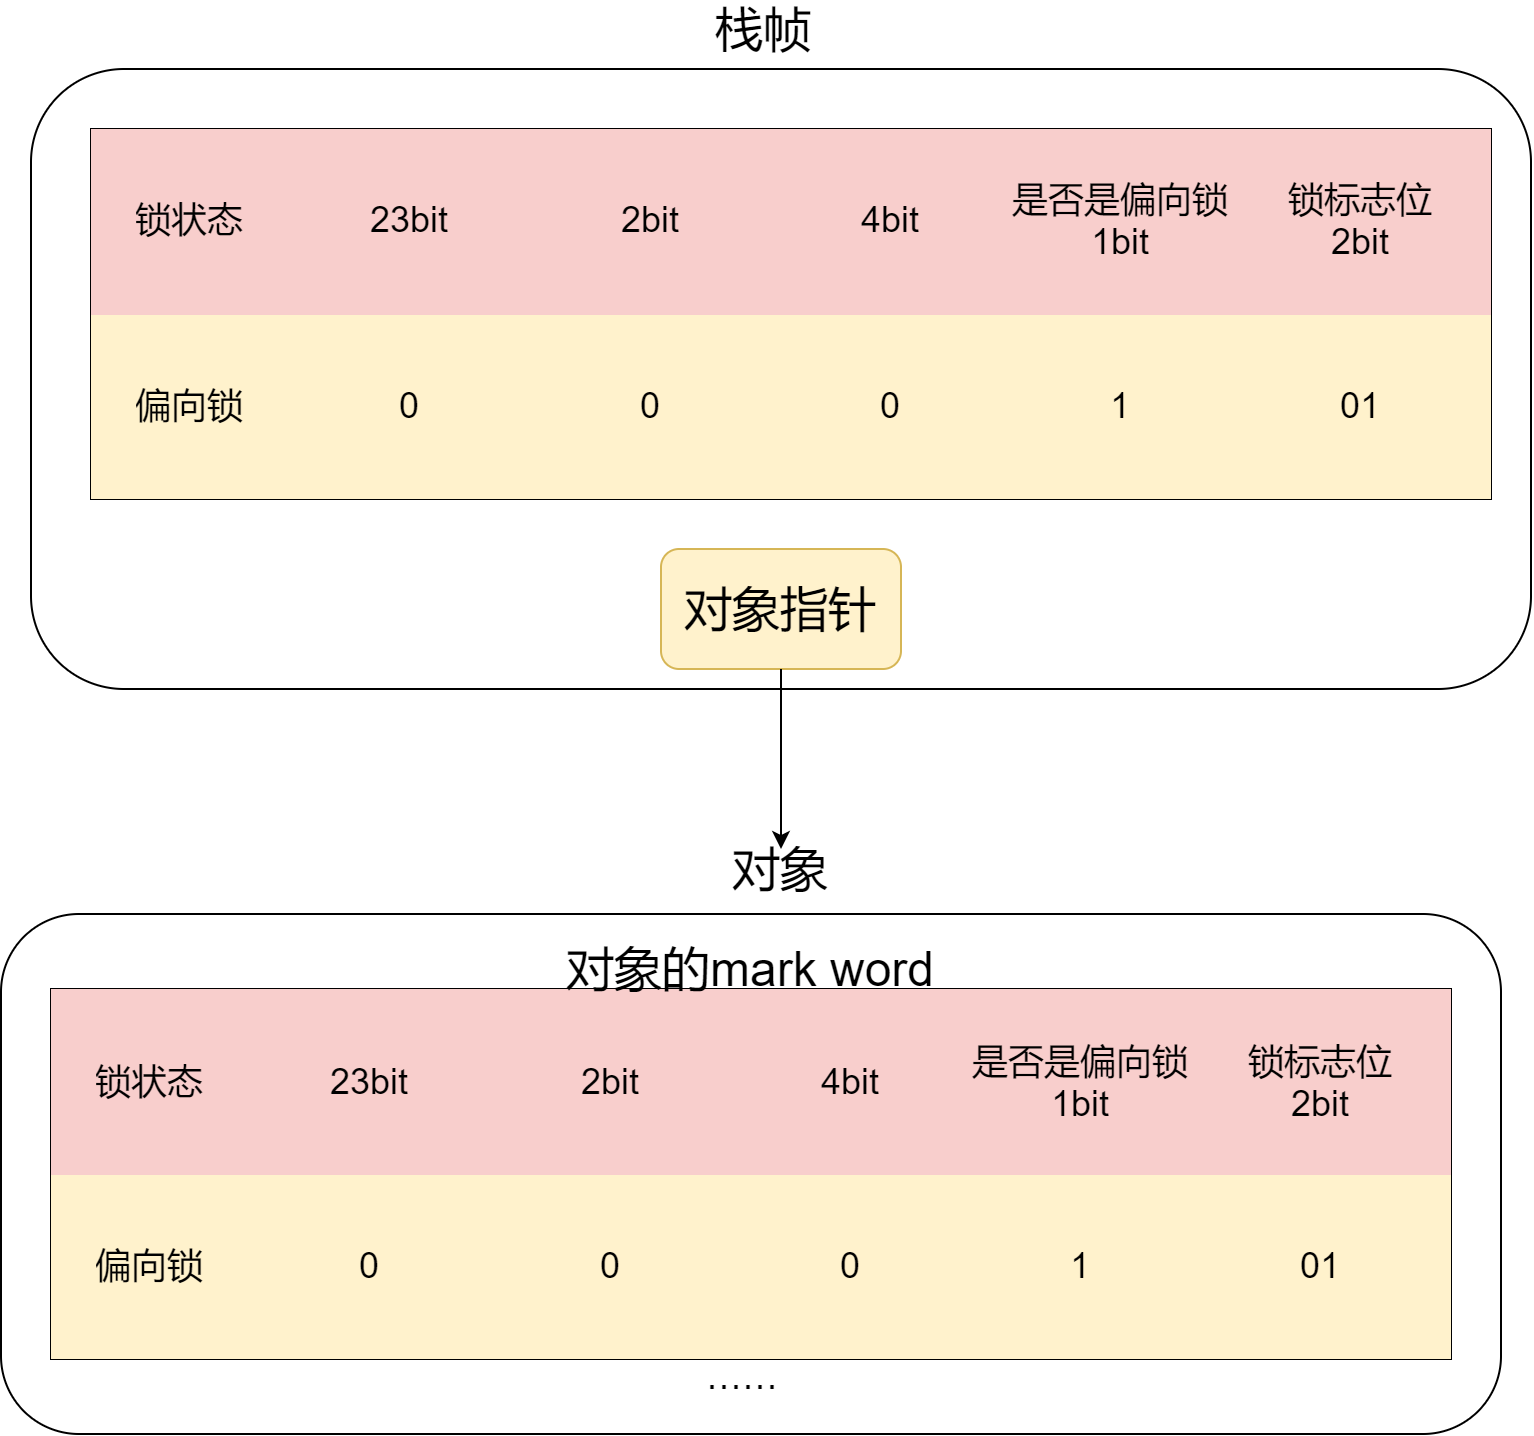 栈帧
锁状态 23bit 2bit 4bit 是否是偏向锁 1bit 锁标志位 2bit
偏向锁 0 0 0 1 01
对象指针
对象
对象的mark word
锁状态 23bit 2bit 4bit 是否是偏向锁 1bit 锁标志位 2bit
偏向锁 0 0 0 1 01
......